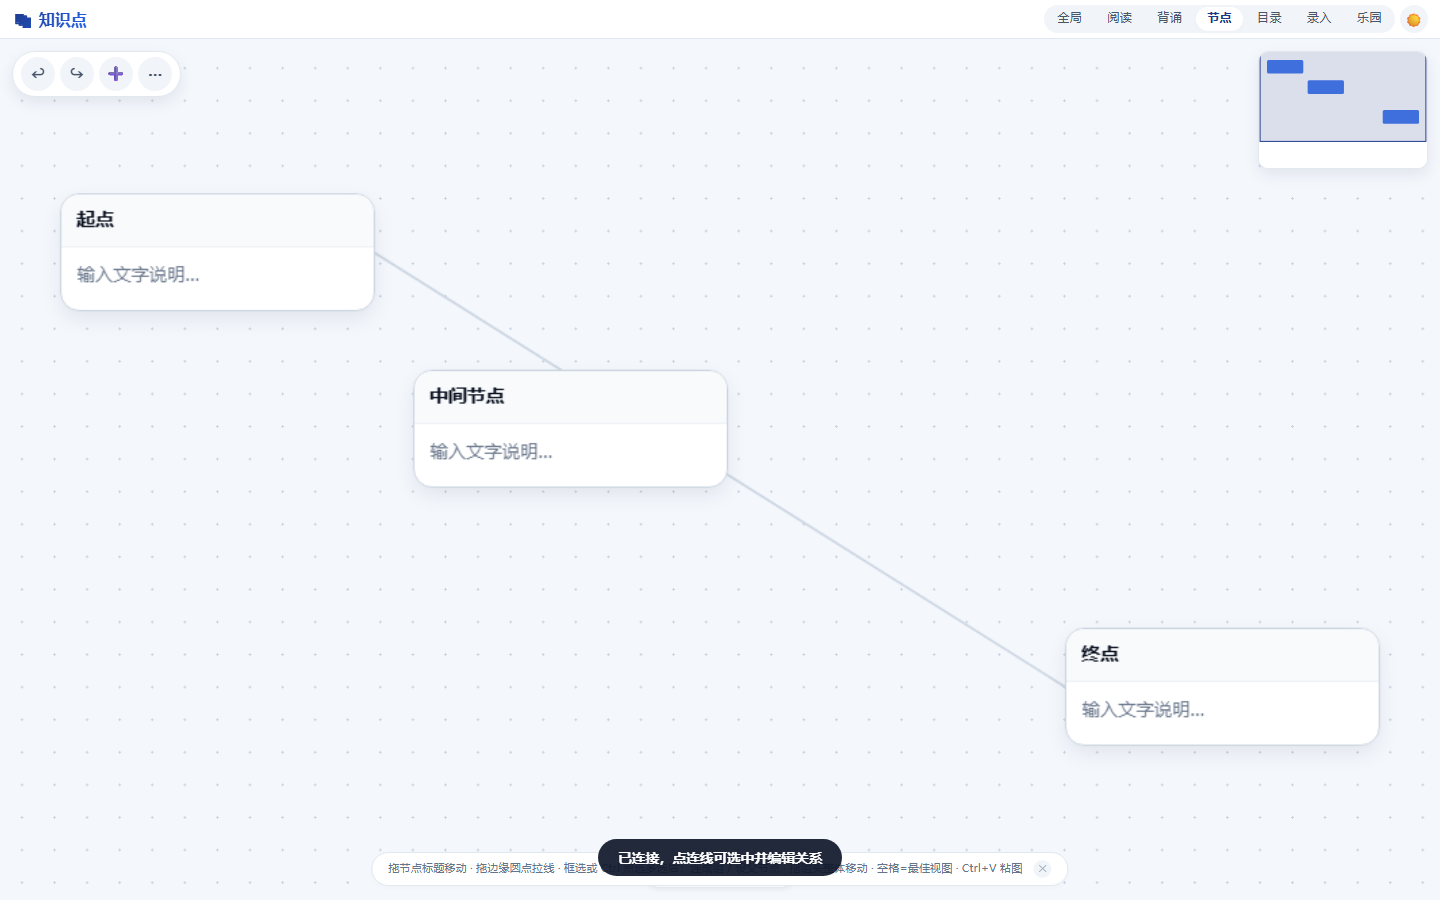 知识点
全局 阅读 背诵 节点 目录 录入 乐园
起点
输入文字说明...
中间节点
输入文字说明...
终点
输入文字说明...
拖节点标题移动 · 拖边缘圆点拉线 · 框选或
已连接，点连线可选中并编辑关系
体移动 · 空格=最佳视图 · Ctrl+V 粘图